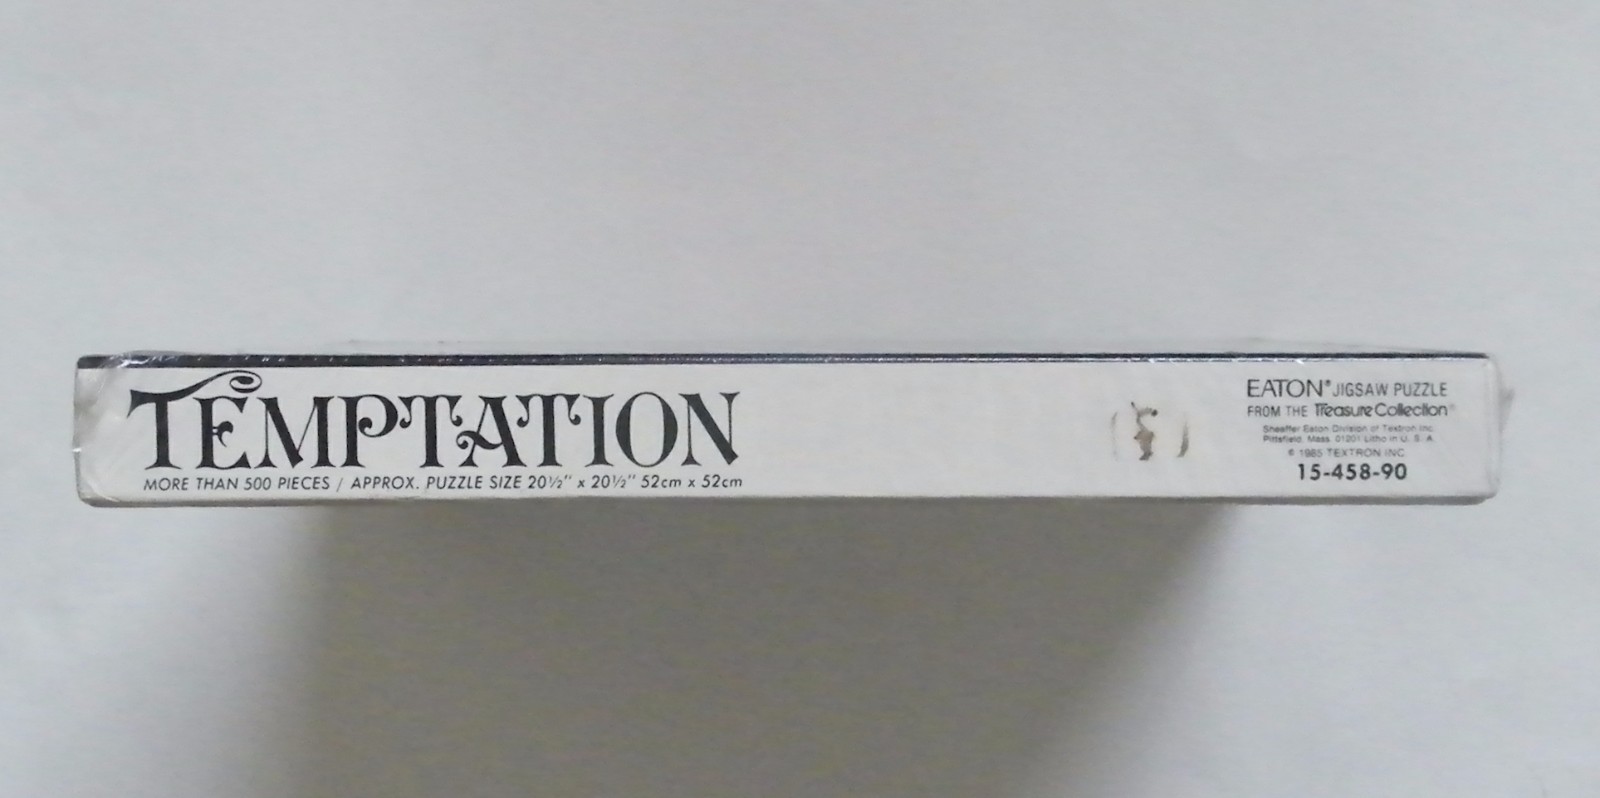 TEMPTATION
MORE THAN 500 PIECES / APPROX. PUZZLE SIZE 20½" x 20½" 52cm x 52cm
EATON® JIGSAW PUZZLE
FROM THE Treasure Collection®
Sheaffer Eaton Division of Textron Inc.
Pittsfield, Mass. 01201 Litho in U. S. A.
© 1985 TEXTRON INC
15-458-90